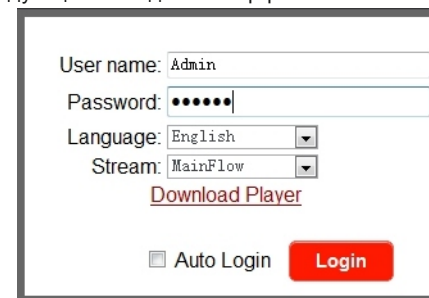 User name: Admin
Password: ••••••
Language: English
Stream: MainFlow
Download Player
Auto Login Login